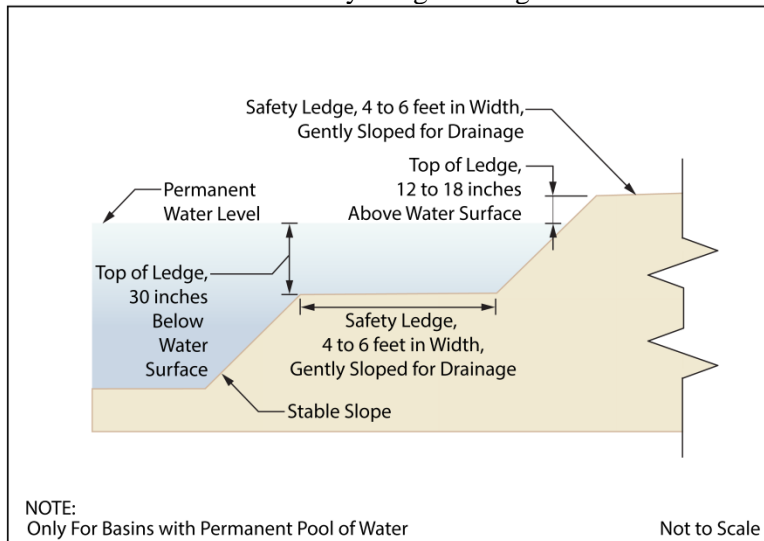 Safety Ledge, 4 to 6 feet in Width,
Gently Sloped for Drainage
Top of Ledge,
12 to 18 inches
Above Water Surface
Permanent
Water Level
Top of Ledge,
30 inches
Below
Water
Surface
Safety Ledge,
4 to 6 feet in Width,
Gently Sloped for Drainage
Stable Slope
NOTE:
Only For Basins with Permanent Pool of Water
Not to Scale